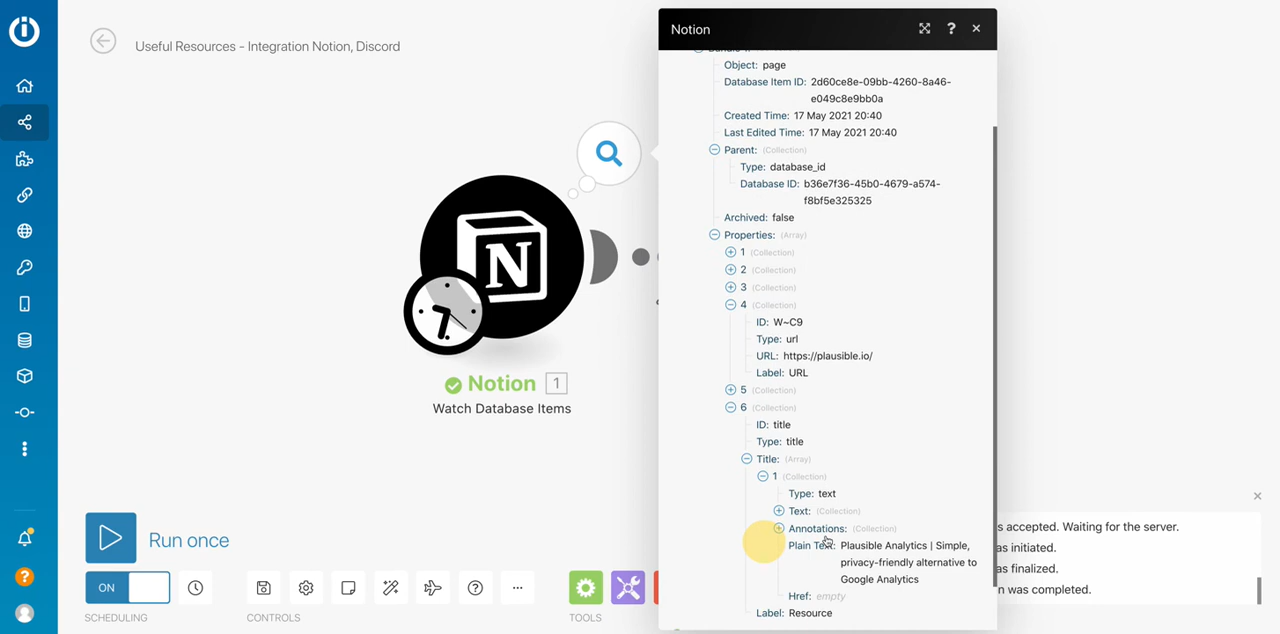 Useful Resources - Integration Notion, Discord
N
Notion 1
Watch Database Items
Run once
ON
SCHEDULING
CONTROLS
TOOLS
Notion
Object: page
Database Item ID: 2d60ce8e-09bb-4260-8a46-
e049c8e9bb0a
Created Time: 17 May 2021 20:40
Last Edited Time: 17 May 2021 20:40
Parent: (Collection)
Type: database_id
Database ID: b36e7f36-45b0-4679-a574-
f8bf5e325325
Archived: false
Properties: (Array)
1 (Collection)
2 (Collection)
3 (Collection)
4 (Collection)
ID: W~C9
Type: url
URL: https://plausible.io/
Label: URL
5 (Collection)
6 (Collection)
ID: title
Type: title
Title: (Array)
1 (Collection)
Type: text
Text: (Collection)
Annotations: (Collection)
Plain Text: Plausible Analytics | Simple,
privacy-friendly alternative to
Google Analytics
Href: empty
Label: Resource
s accepted. Waiting for the server.
as initiated.
as finalized.
n was completed.